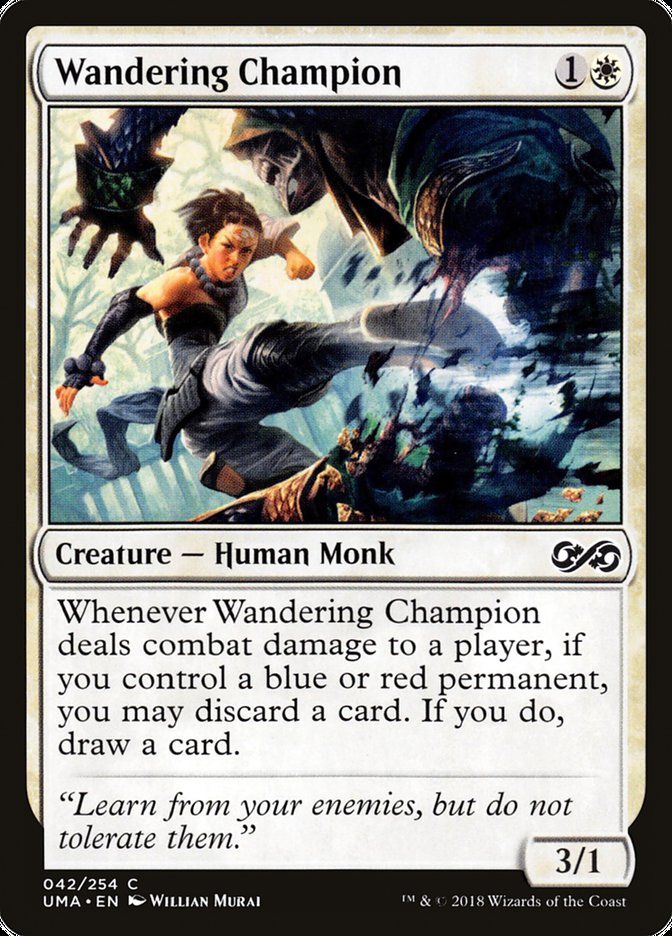 Wandering Champion 1
Creature — Human Monk
Whenever Wandering Champion
deals combat damage to a player, if
you control a blue or red permanent,
you may discard a card. If you do,
draw a card.
“Learn from your enemies, but do not
tolerate them.”
3/1
042/254 C
UMA • EN Willian Murai ™ & © 2018 Wizards of the Coast